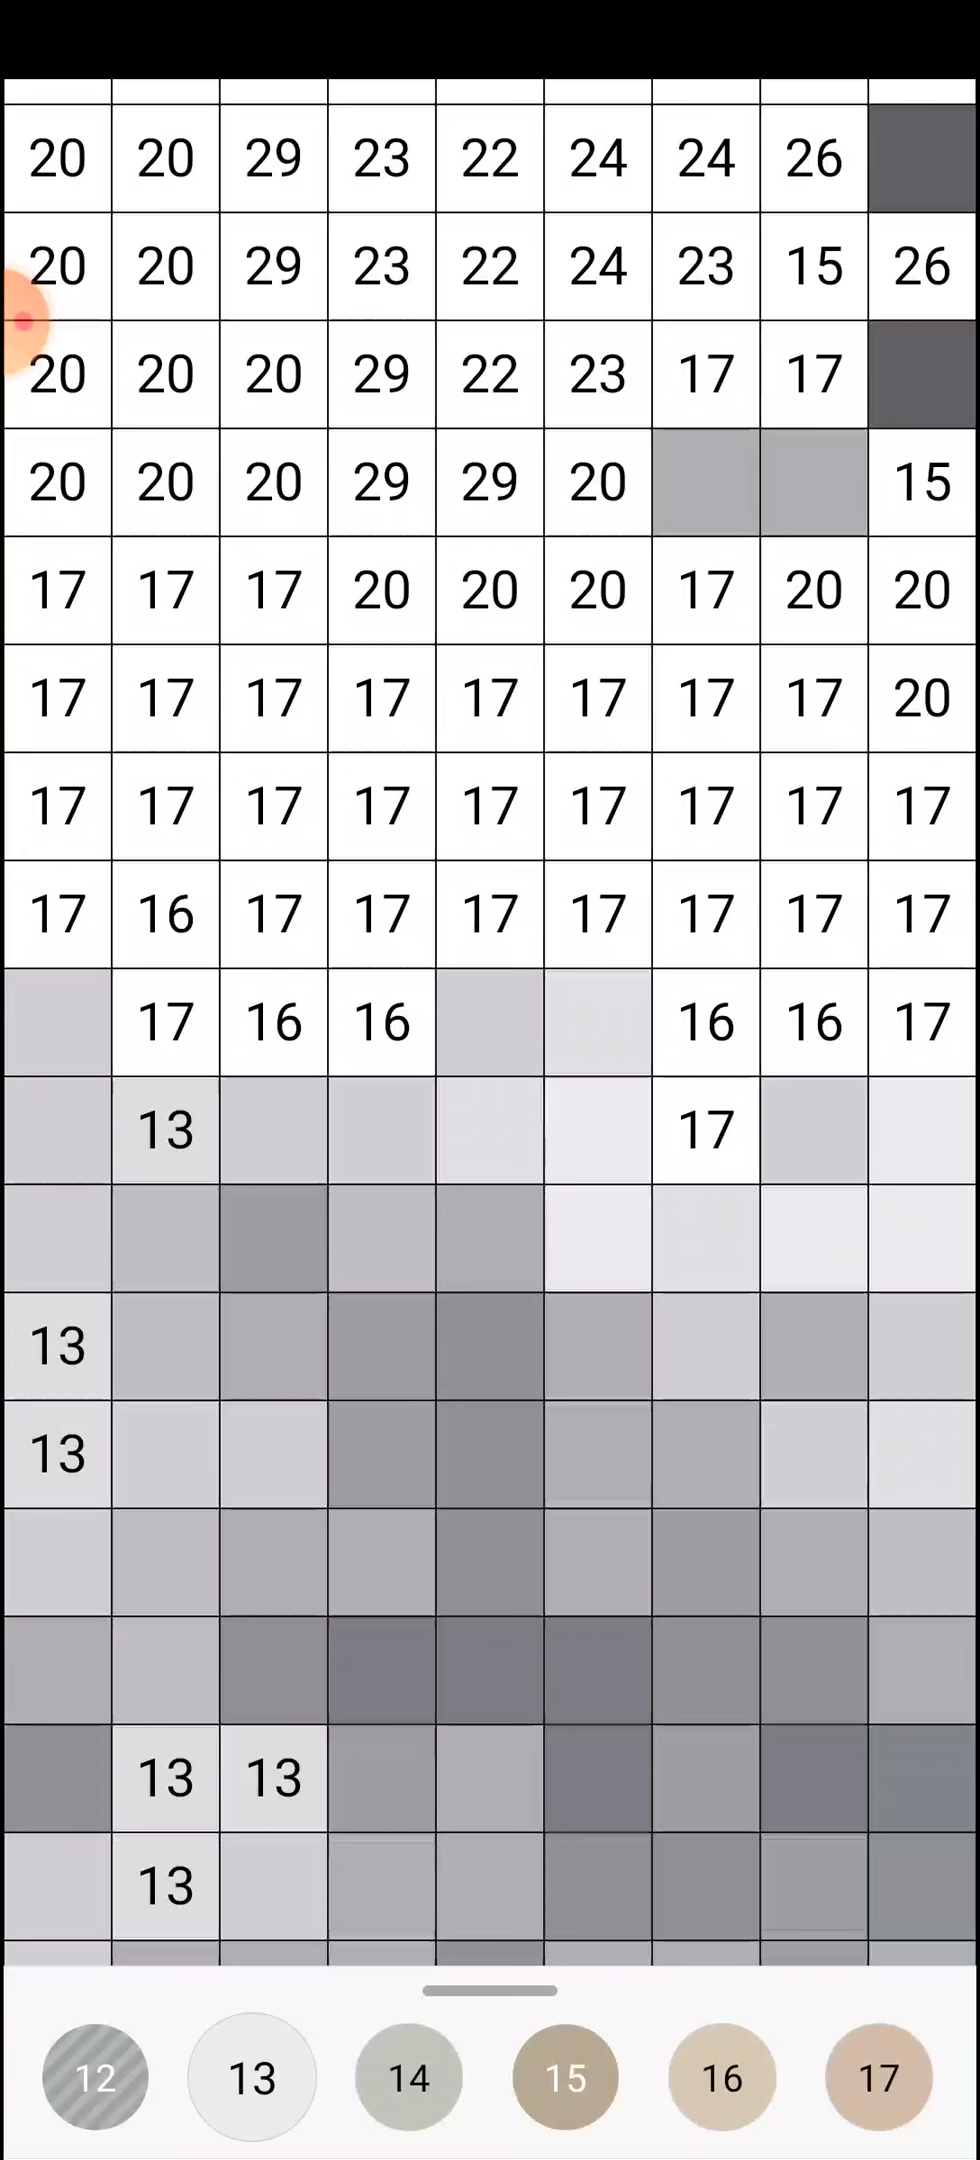 20 20 29 23 22 24 24 26
20 20 29 23 22 24 23 15 26
20 20 20 29 22 23 17 17
20 20 20 29 29 20 15
17 17 17 20 20 20 17 20 20
17 17 17 17 17 17 17 17 20
17 17 17 17 17 17 17 17 17
17 16 17 17 17 17 17 17 17
17 16 16 16 16 17
13 17
13
13
13 13
13
12 13 14 15 16 17